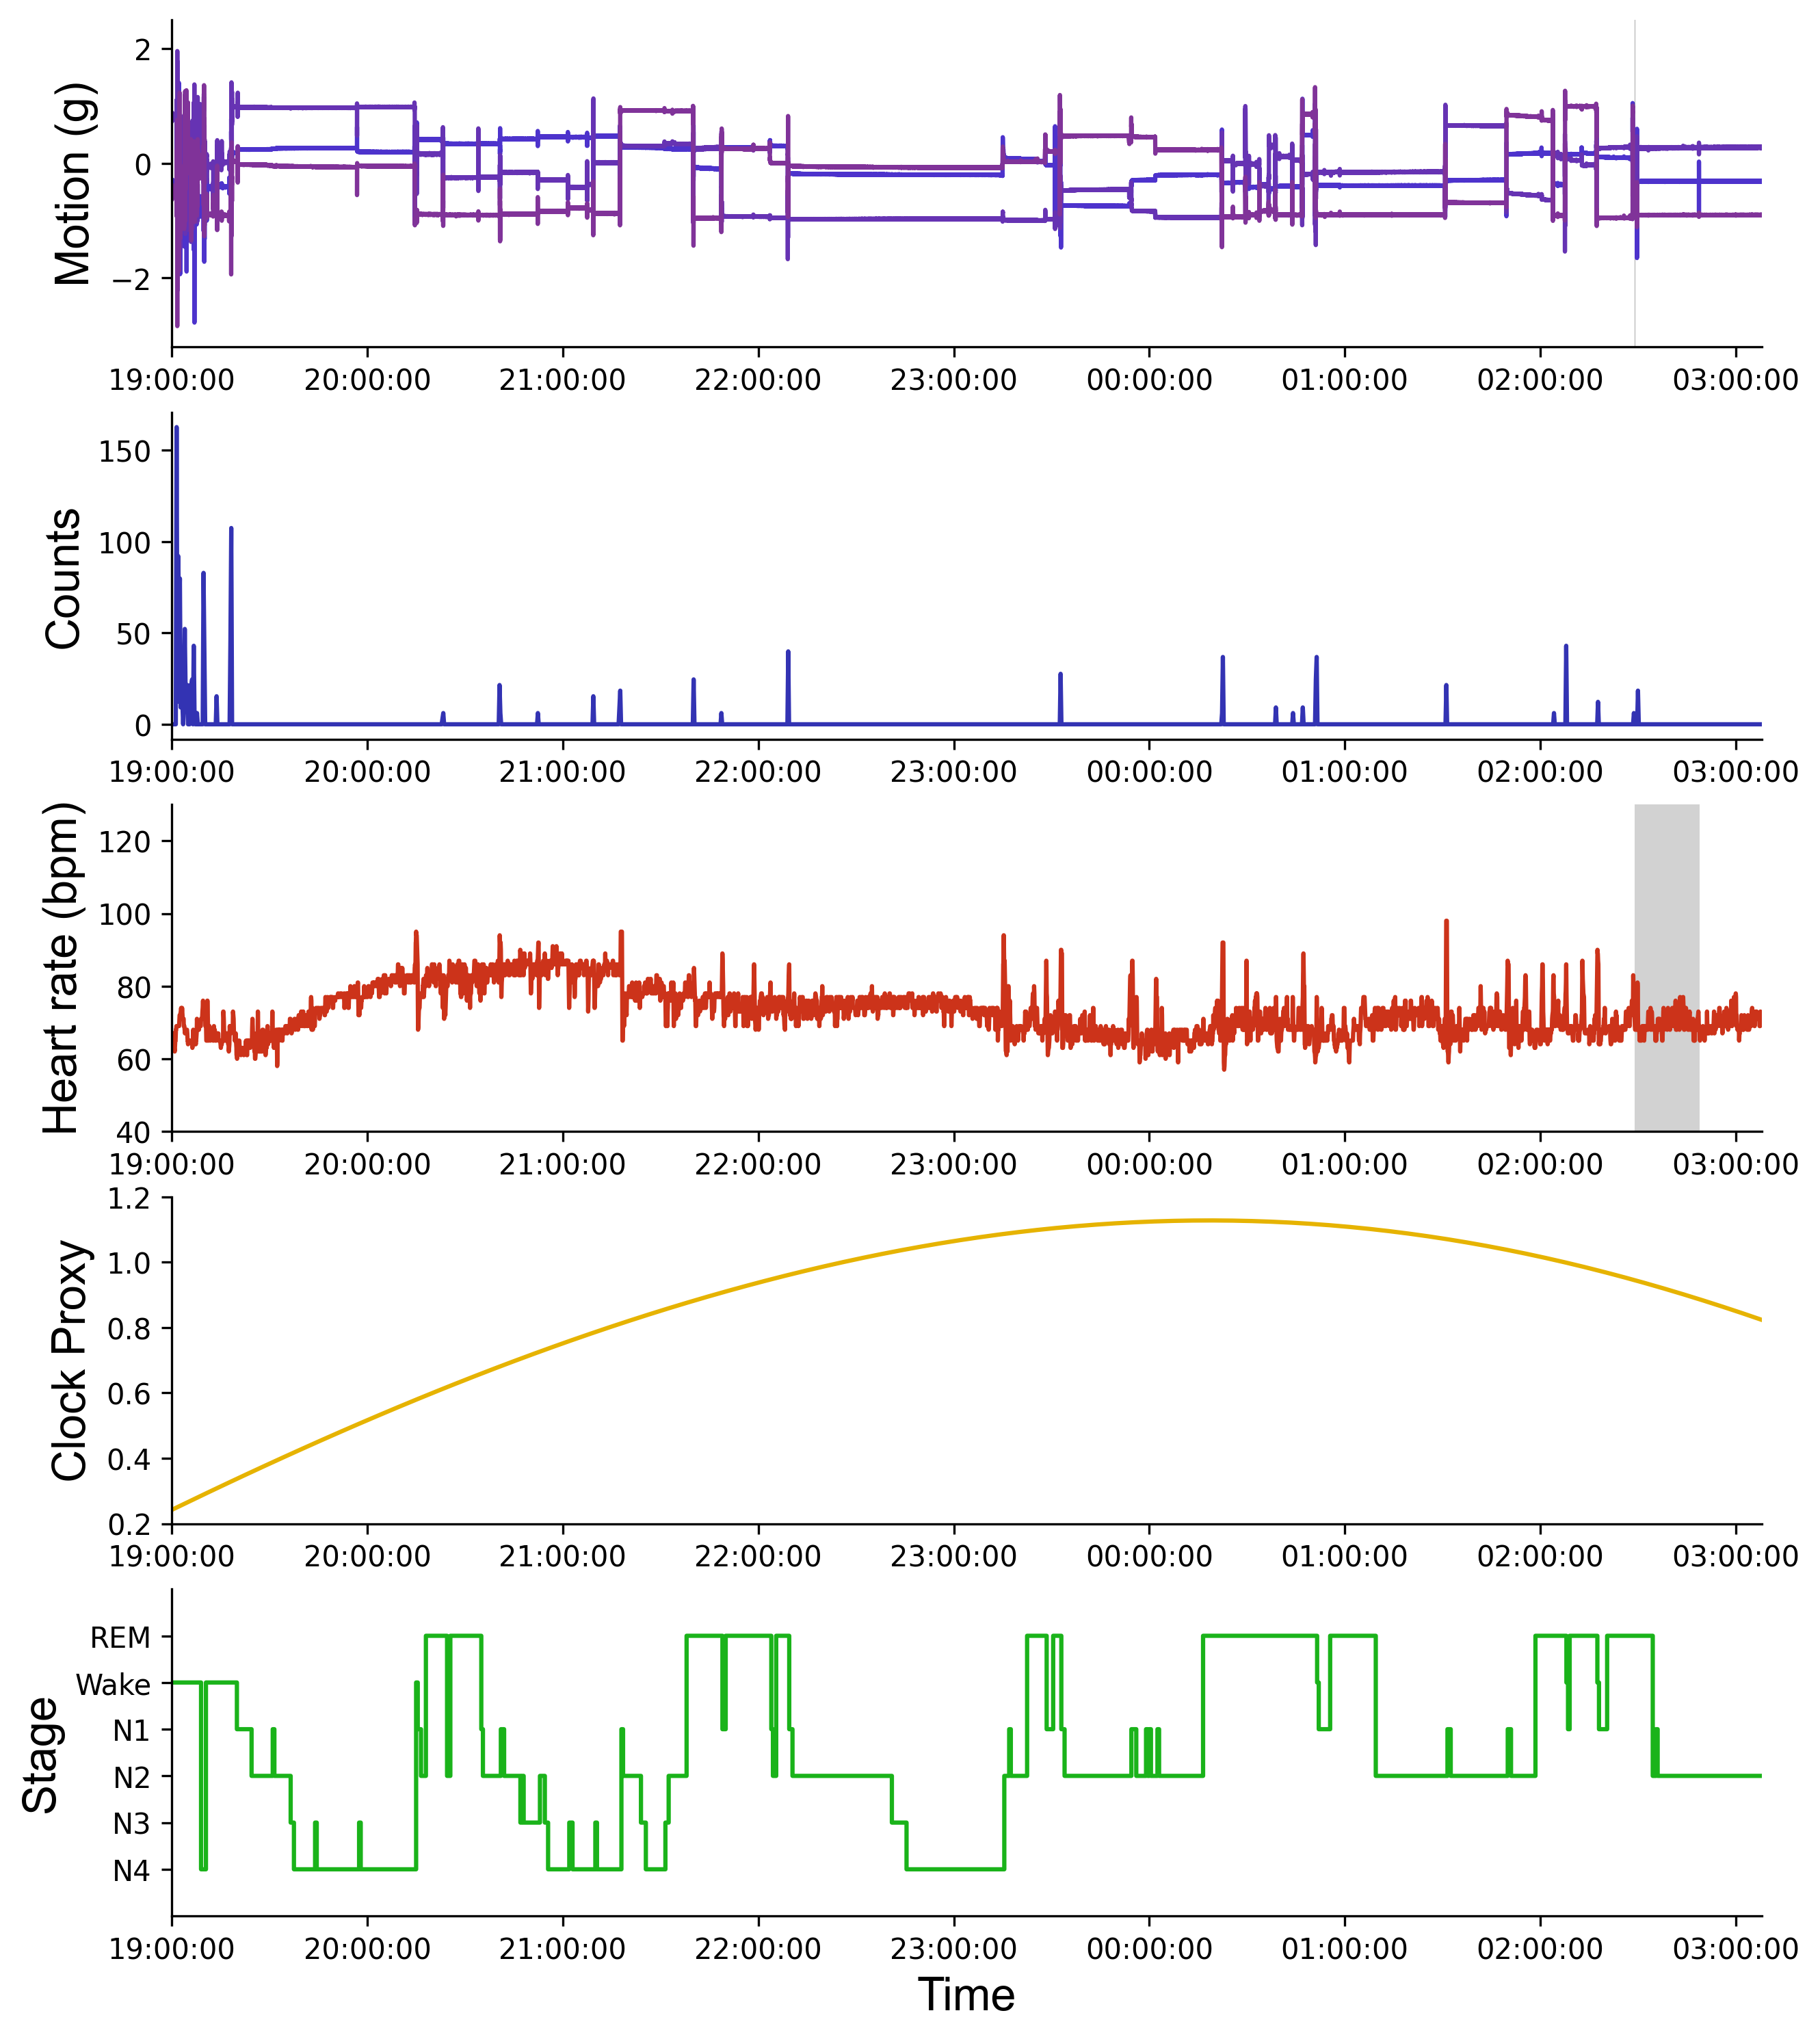 Motion (g)
2
0
−2
19:00:00 20:00:00 21:00:00 22:00:00 23:00:00 00:00:00 01:00:00 02:00:00 03:00:00
Counts
150
100
50
0
19:00:00 20:00:00 21:00:00 22:00:00 23:00:00 00:00:00 01:00:00 02:00:00 03:00:00
Heart rate (bpm)
120
100
80
60
40
19:00:00 20:00:00 21:00:00 22:00:00 23:00:00 00:00:00 01:00:00 02:00:00 03:00:00
Clock Proxy
1.2
1.0
0.8
0.6
0.4
0.2
19:00:00 20:00:00 21:00:00 22:00:00 23:00:00 00:00:00 01:00:00 02:00:00 03:00:00
Stage
REM
Wake
N1
N2
N3
N4
19:00:00 20:00:00 21:00:00 22:00:00 23:00:00 00:00:00 01:00:00 02:00:00 03:00:00
Time